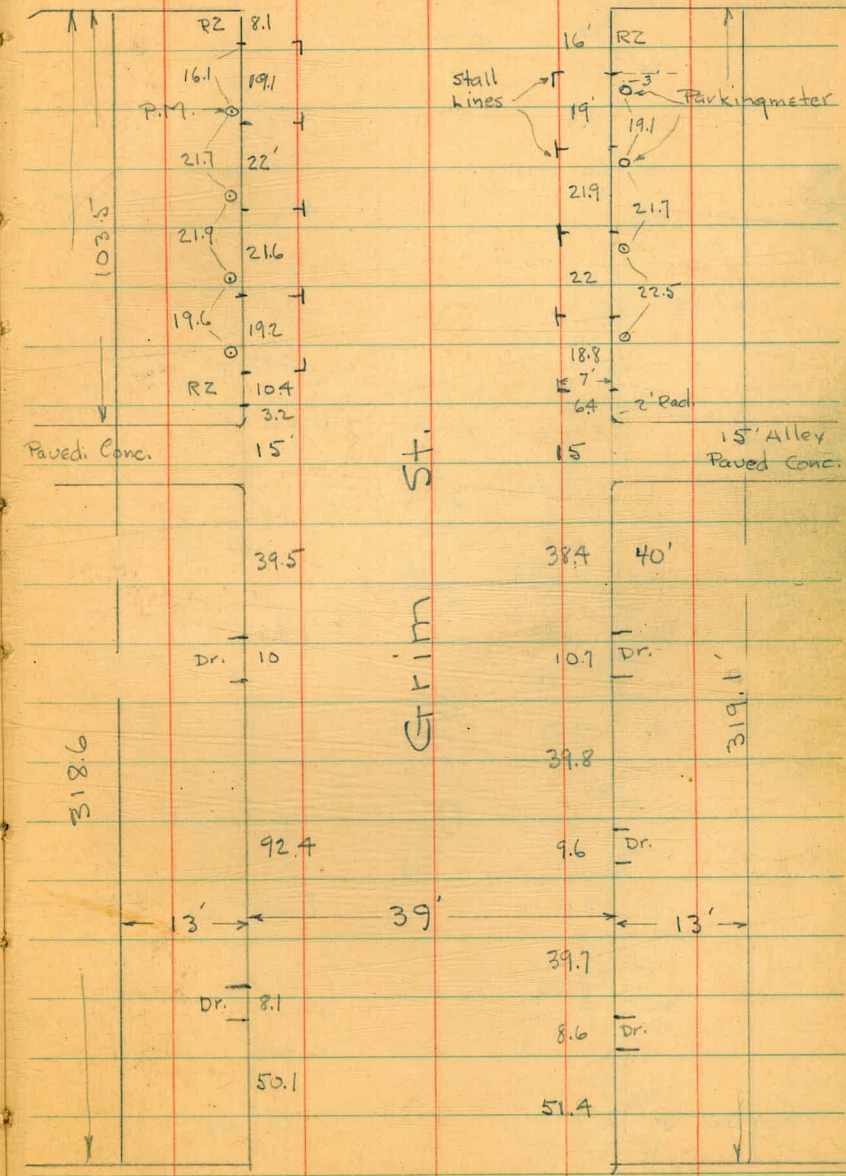 RZ 8.1
16' RZ
16.1 19.1
Stall
Lines
19' 3'
P.M. Parkingmeter
19.1
21.7 22'
21.9 21.7
103.5
21.9 21.6
22 22.5
19.6 19.2
18.8
7'
RZ 10.4
6.4 2' Rad.
3.2
Paved. Conc. 15' 15 15' Alley
Paved Conc.
Grim St.
39.5 38.4 40'
Dr. 10 10.7 Dr.
318.6 319.1'
39.8
92.4 9.6 Dr.
13' 39' 13'
39.7
Dr. 8.1
8.6 Dr.
50.1
51.4